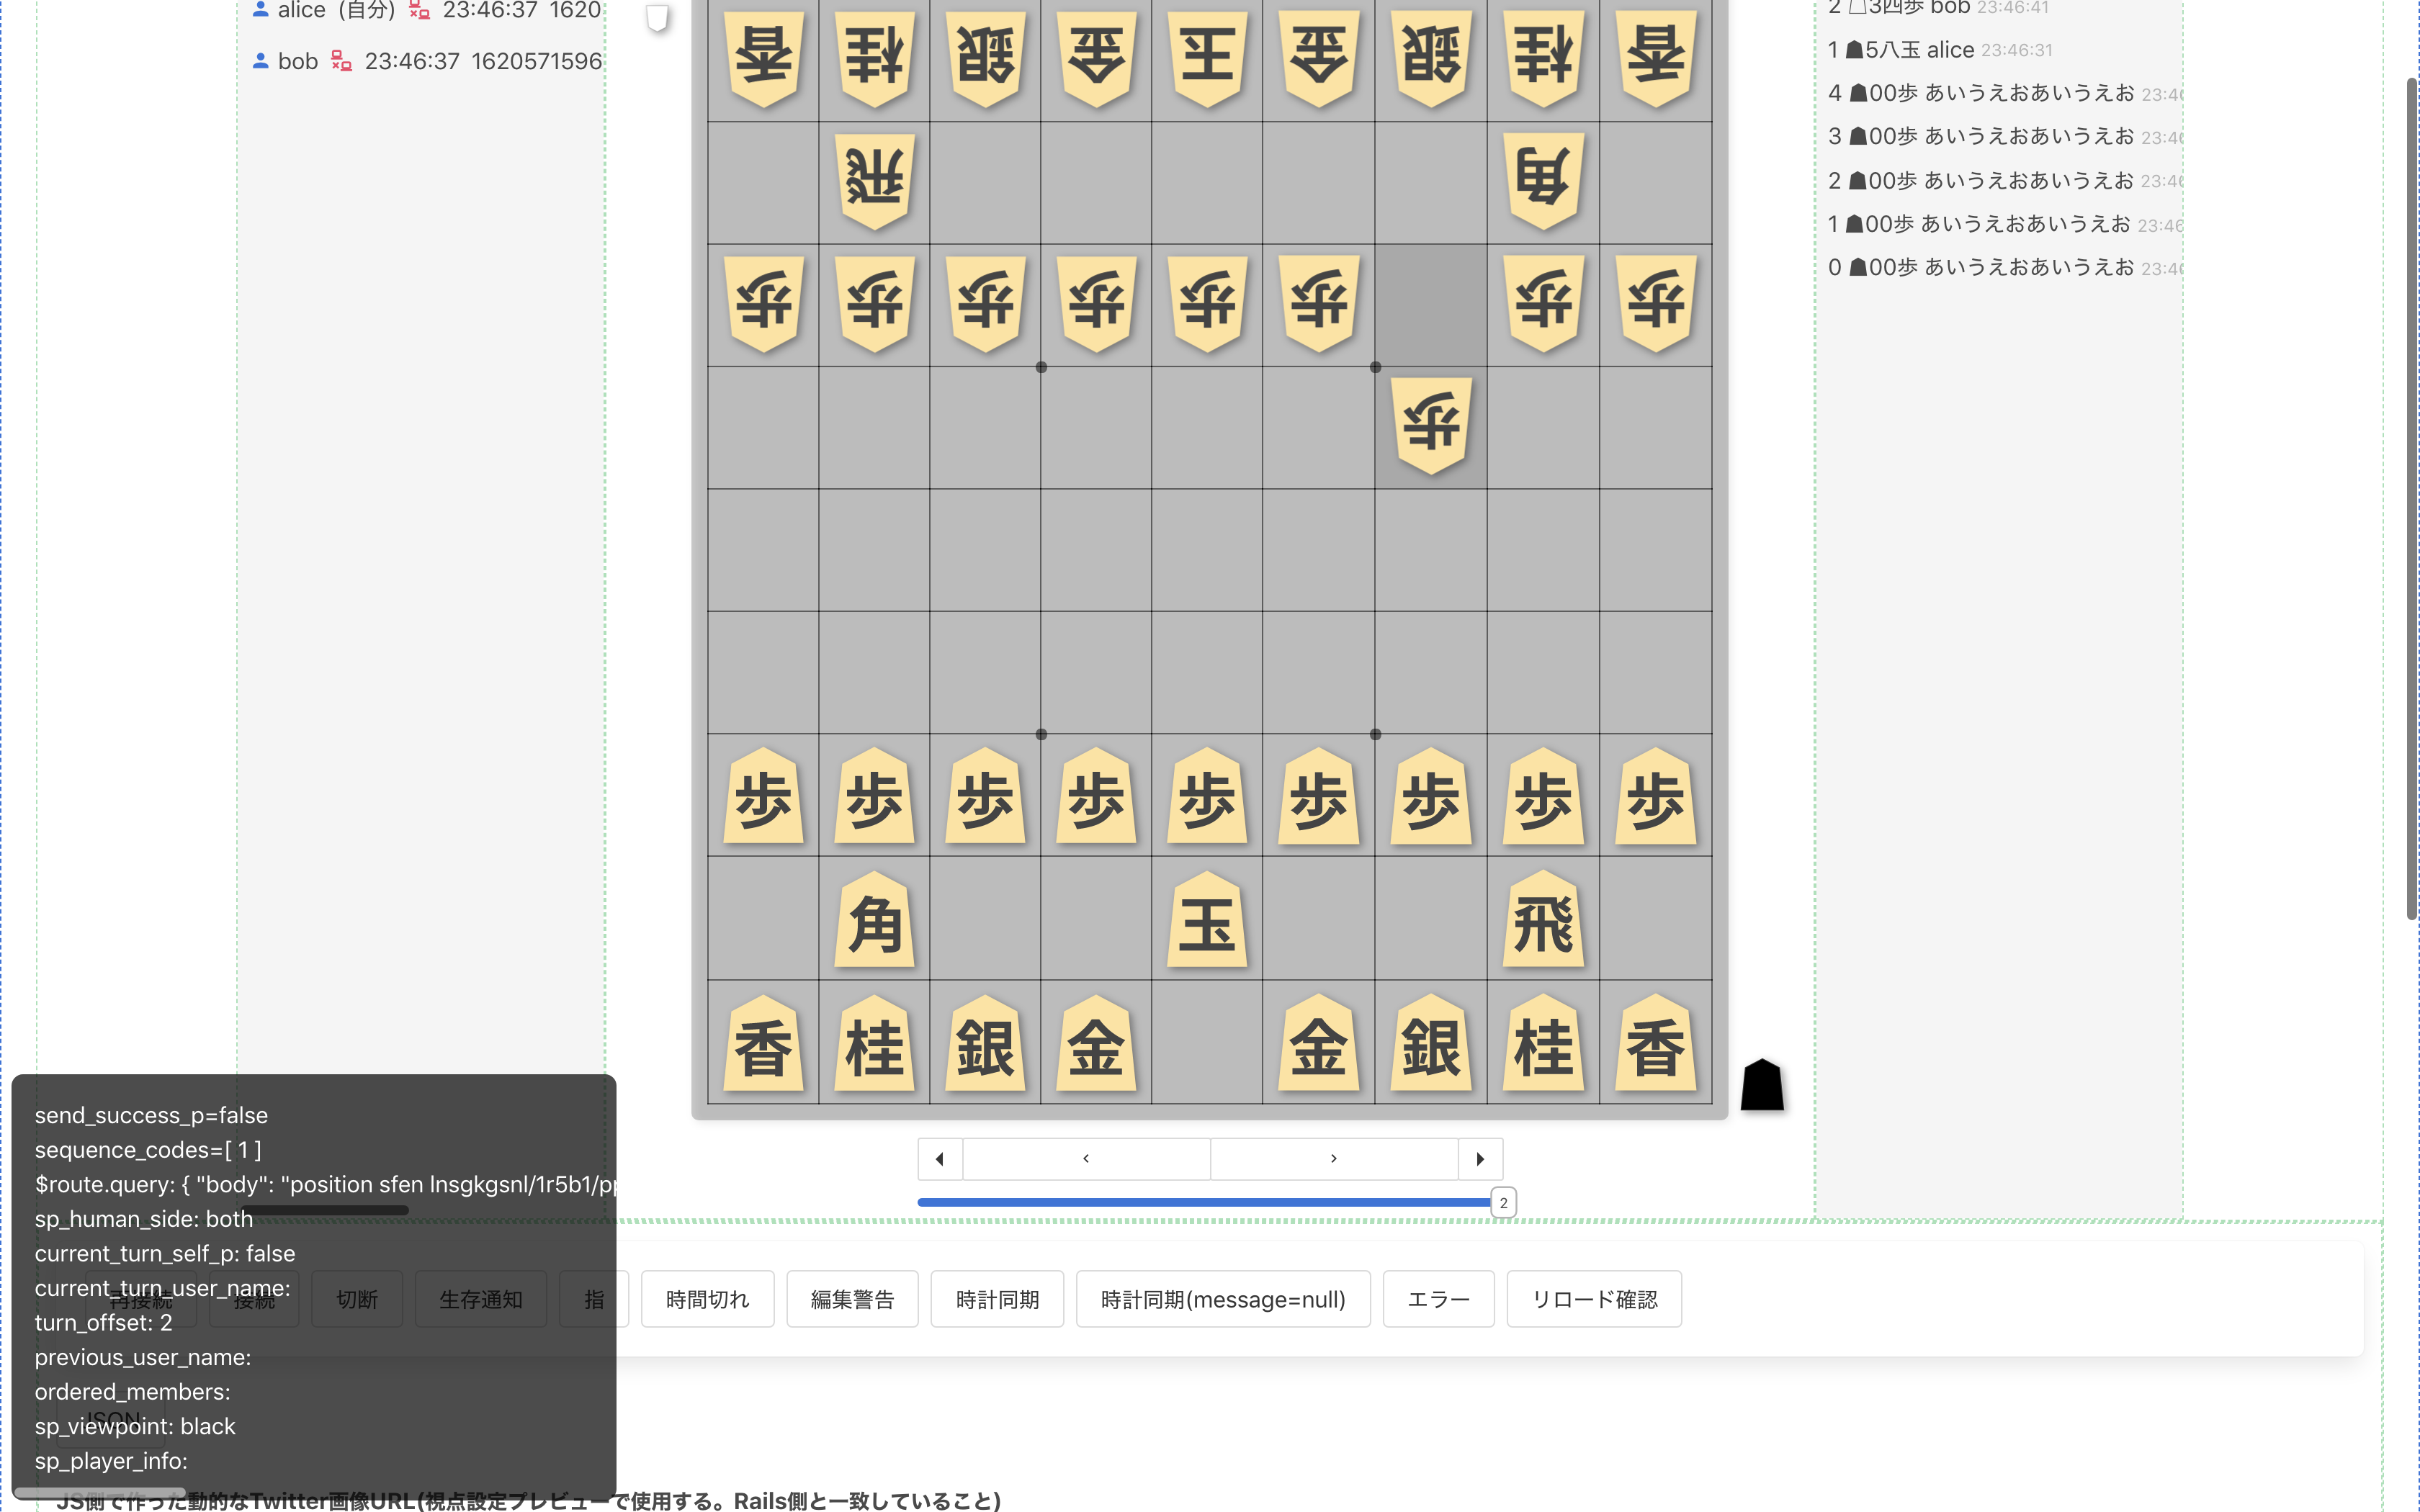 alice (自分) 23:46:37 1620
bob 23:46:37 1620571596
2 ☖3四歩 bob 23:46:41
1 ☗5八玉 alice 23:46:31
4 ☗00歩 あいうえおあいうえお 23:46
3 ☗00歩 あいうえおあいうえお 23:46
2 ☗00歩 あいうえおあいうえお 23:46
1 ☗00歩 あいうえおあいうえお 23:46
0 ☗00歩 あいうえおあいうえお 23:46
香 桂 銀 金 玉 金 銀 桂 香
飛 角
歩 歩 歩 歩 歩 歩 歩 歩
歩
歩 歩 歩 歩 歩 歩 歩 歩 歩
角 玉 飛
香 桂 銀 金 金 銀 桂 香
2
send_success_p=false
sequence_codes=[ 1 ]
$route.query: { "body": "position sfen lnsgkgsnl/1r5b1/pp
sp_human_side: both
current_turn_self_p: false
current_turn_user_name:
turn_offset: 2
previous_user_name:
ordered_members:
sp_viewpoint: black
sp_player_info:
再接続 接続 切断 生存通知 指 時間切れ 編集警告 時計同期 時計同期(message=null) エラー リロード確認
JSON
JS側で作った動的なTwitter画像URL(視点設定プレビューで使用する。Rails側と一致していること)